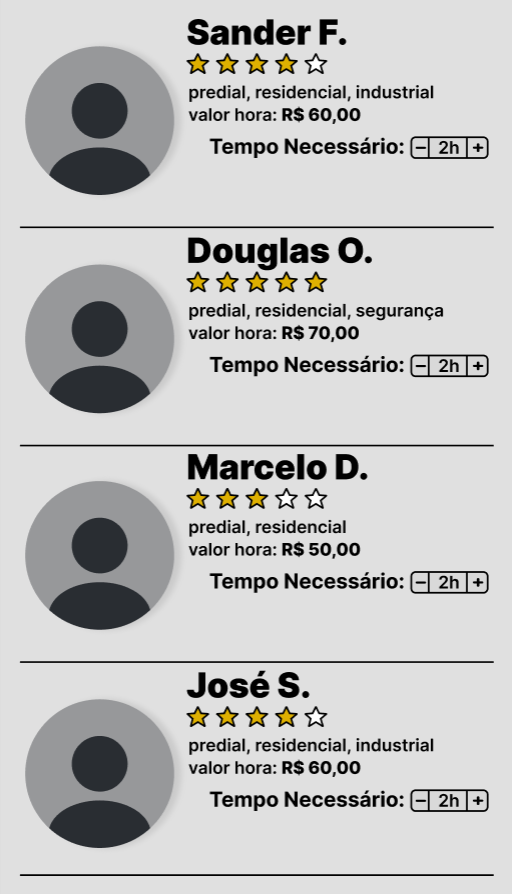 Sander F.
predial, residencial, industrial
valor hora: R$ 60,00
Tempo Necessário: − 2h +
Douglas O.
predial, residencial, segurança
valor hora: R$ 70,00
Tempo Necessário: − 2h +
Marcelo D.
predial, residencial
valor hora: R$ 50,00
Tempo Necessário: − 2h +
José S.
predial, residencial, industrial
valor hora: R$ 60,00
Tempo Necessário: − 2h +